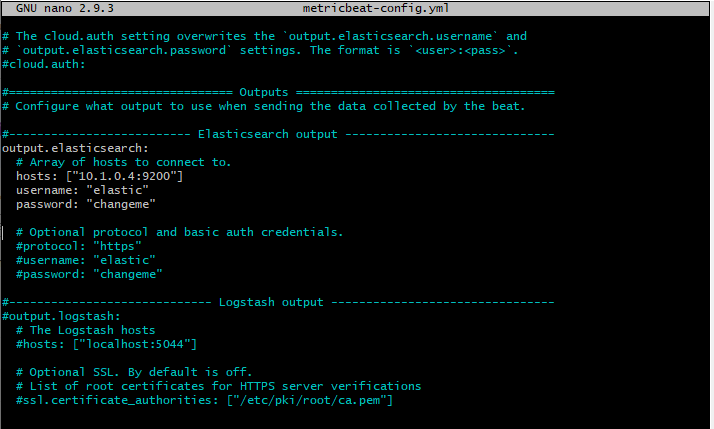 GNU nano 2.9.3 metricbeat-config.yml
# The cloud.auth setting overwrites the `output.elasticsearch.username` and
# `output.elasticsearch.password` settings. The format is `<user>:<pass>`.
#cloud.auth:
#================================ Outputs =====================================
# Configure what output to use when sending the data collected by the beat.
#-------------------------- Elasticsearch output ------------------------------
output.elasticsearch:
# Array of hosts to connect to.
hosts: ["10.1.0.4:9200"]
username: "elastic"
password: "changeme"
# Optional protocol and basic auth credentials.
#protocol: "https"
#username: "elastic"
#password: "changeme"
#----------------------------- Logstash output --------------------------------
#output.logstash:
# The Logstash hosts
#hosts: ["localhost:5044"]
# Optional SSL. By default is off.
# List of root certificates for HTTPS server verifications
#ssl.certificate_authorities: ["/etc/pki/root/ca.pem"]